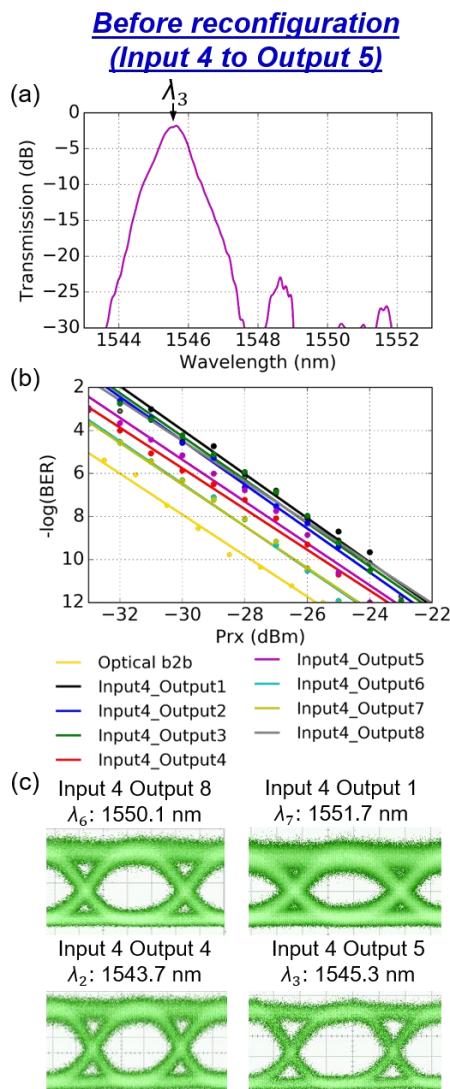 Before reconfiguration
(Input 4 to Output 5)
(a)
λ₃
0
−5
−10
−15
−20
−25
−30
Transmission (dB)
1544 1546 1548 1550 1552
Wavelength (nm)
(b)
2
4
6
8
10
12
-log(BER)
−32 −30 −28 −26 −24 −22
Prx (dBm)
Optical b2b
Input4_Output1
Input4_Output2
Input4_Output3
Input4_Output4
Input4_Output5
Input4_Output6
Input4_Output7
Input4_Output8
(c)
Input 4 Output 8
λ₆: 1550.1 nm
Input 4 Output 1
λ₇: 1551.7 nm
Input 4 Output 4
λ₂: 1543.7 nm
Input 4 Output 5
λ₃: 1545.3 nm